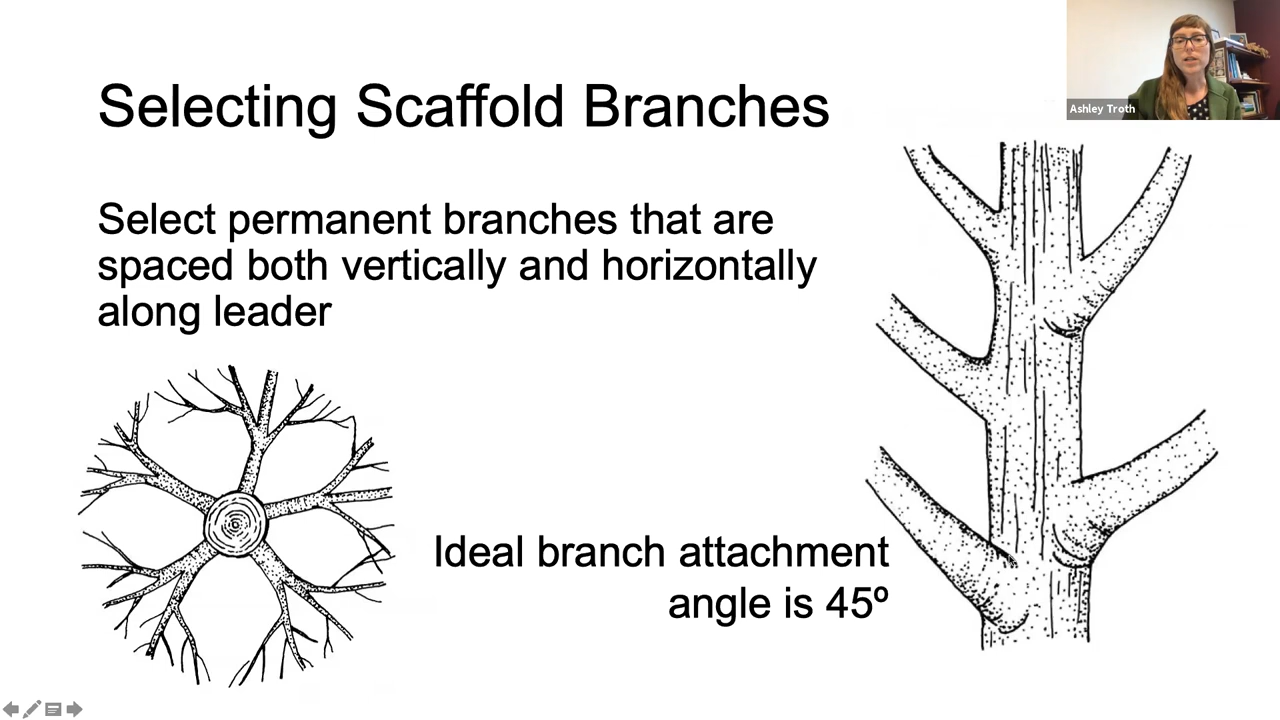 Selecting Scaffold Branches
Ashley Troth
Select permanent branches that are
spaced both vertically and horizontally
along leader
Ideal branch attachment
angle is 45º